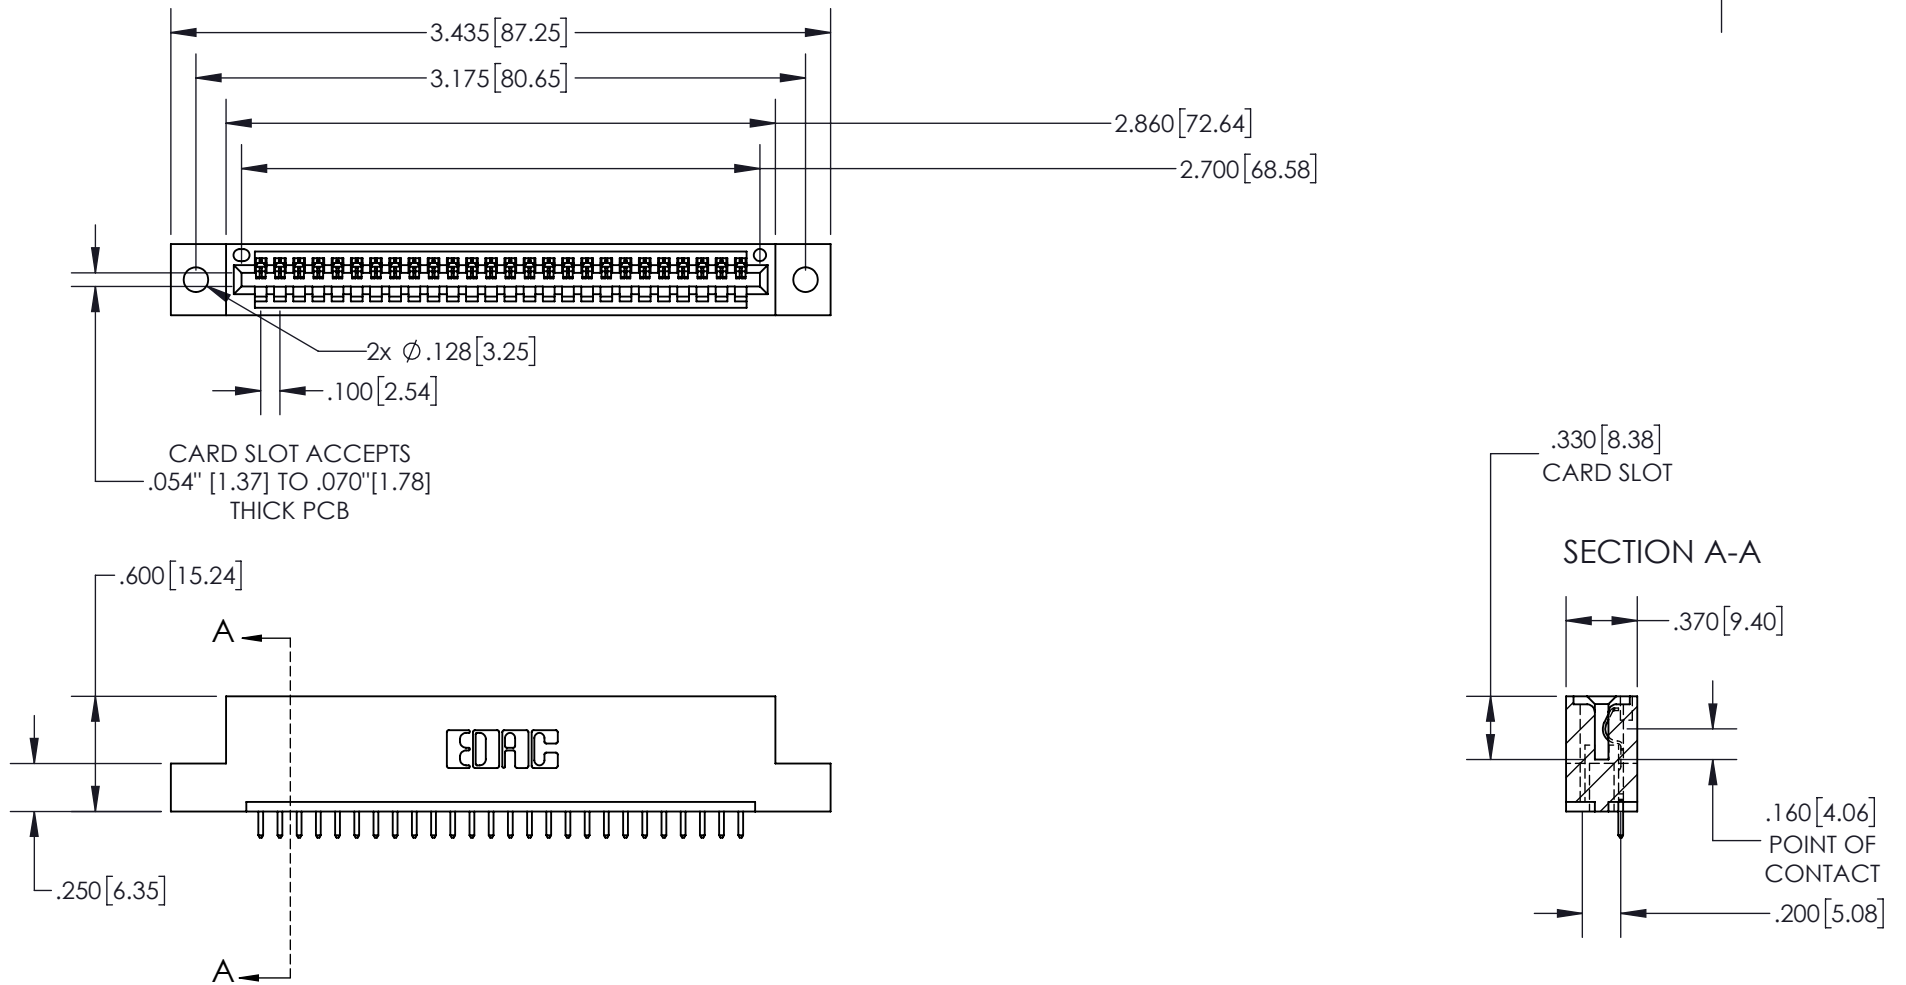 3.435[87.25]
3.175[80.65]
2.860[72.64]
2.700[68.58]
2x ∅.128[3.25]
.100[2.54]
CARD SLOT ACCEPTS
.054" [1.37] TO .070"[1.78]
THICK PCB
.330[8.38]
CARD SLOT
SECTION A-A
.600[15.24]
A
.370[9.40]
EDAC
.160[4.06]
POINT OF
CONTACT
.250[6.35]
.200[5.08]
A